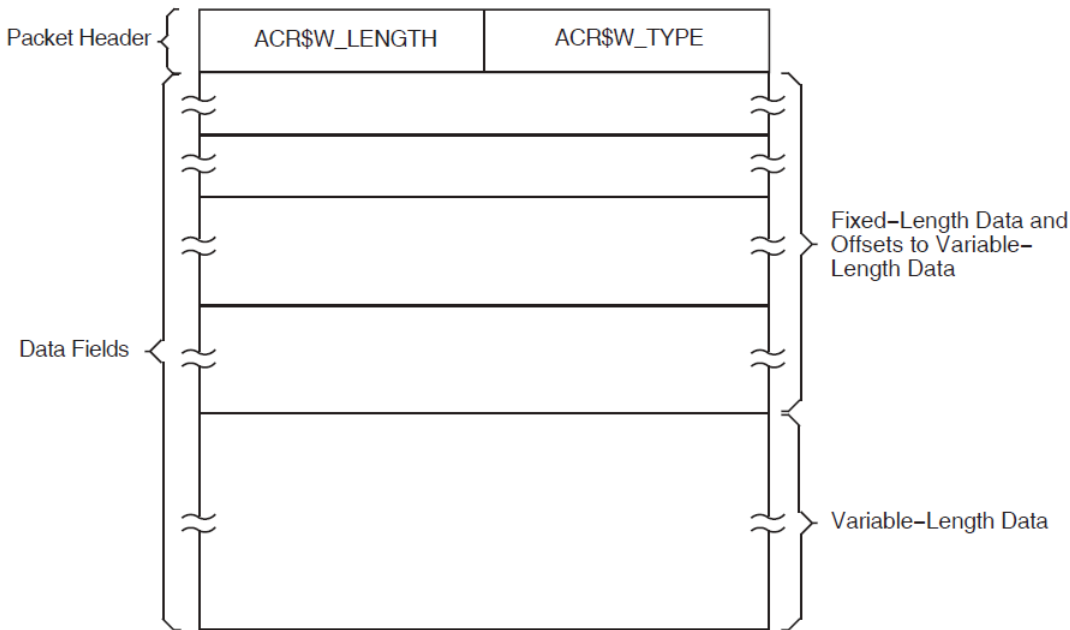 Packet Header
ACR$W_LENGTH
ACR$W_TYPE
Fixed–Length Data and
Offsets to Variable–
Length Data
Data Fields
Variable–Length Data